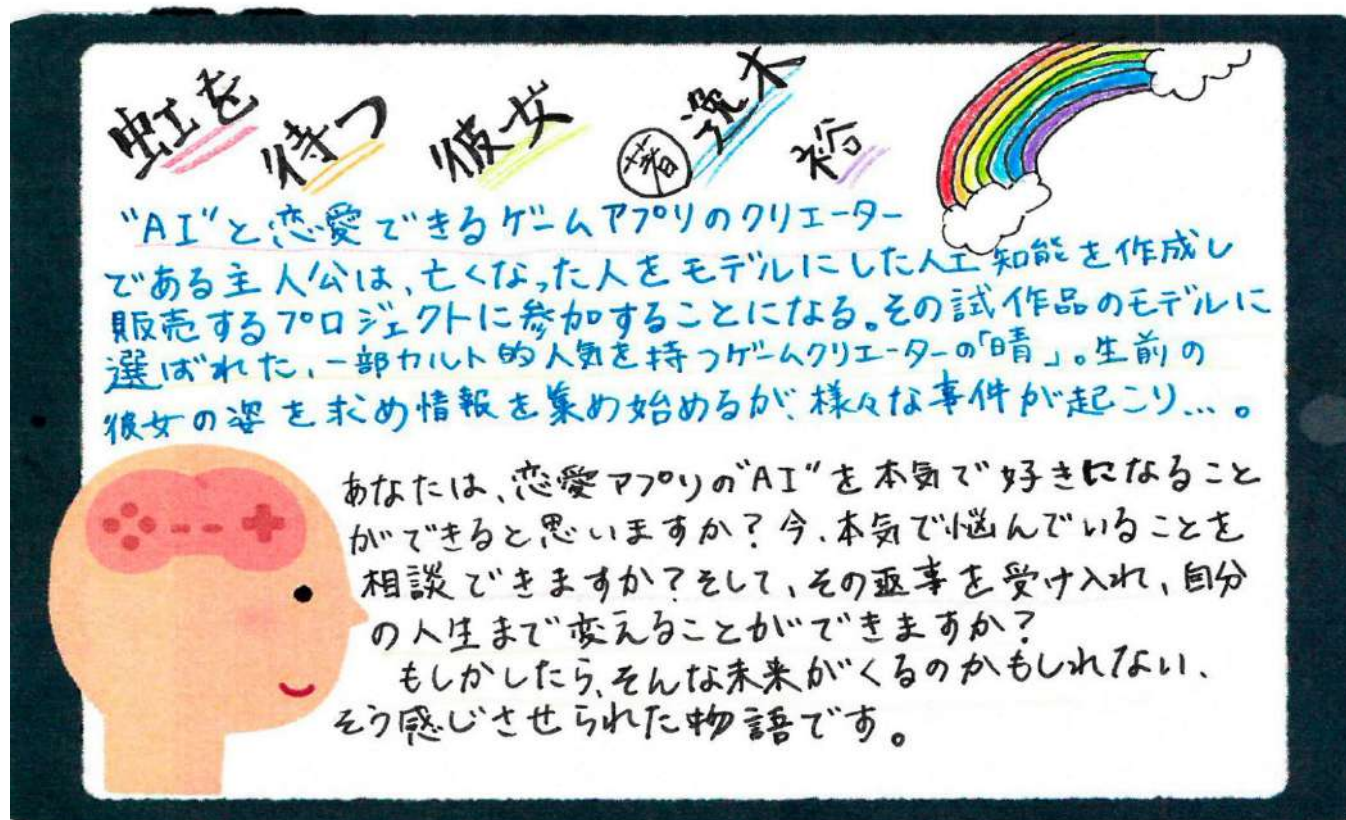 虹を待つ彼女 著 逸木裕
"AI"と恋愛できるゲームアプリのクリエーター
である主人公は、亡くなった人をモデルにした人工知能を作成し
販売するプロジェクトに参加することになる。その試作品のモデルに
選ばれた、一部カルト的人気を持つゲームクリエーターの「晴」。生前の
彼女の姿を求め情報を集め始めるが、様々な事件が起こり…。
あなたは、恋愛アプリの"AI"を本気で好きになること
ができると思いますか?今、本気で悩んでいることを
相談できますか?そして、その返事を受け入れ、自分
の人生まで変えることができますか?
もしかしたら、そんな未来がくるのかもしれない、
そう感じさせられた物語です。